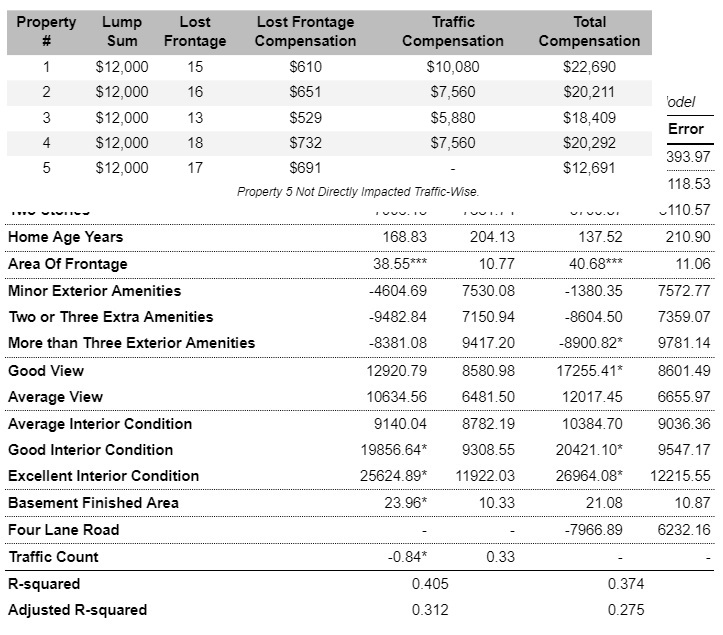 Property # Lump Sum Lost Frontage Lost Frontage Compensation Traffic Compensation Total Compensation
1 $12,000 15 $610 $10,080 $22,690
2 $12,000 16 $651 $7,560 $20,211
3 $12,000 13 $529 $5,880 $18,409
4 $12,000 18 $732 $7,560 $20,292
5 $12,000 17 $691 - $12,691
Property 5 Not Directly Impacted Traffic-Wise.
Error
393.97
118.53
110.57
Home Age Years 168.83 204.13 137.52 210.90
Area Of Frontage 38.55*** 10.77 40.68*** 11.06
Minor Exterior Amenities -4604.69 7530.08 -1380.35 7572.77
Two or Three Extra Amenities -9482.84 7150.94 -8604.50 7359.07
More than Three Exterior Amenities -8381.08 9417.20 -8900.82* 9781.14
Good View 12920.79 8580.98 17255.41* 8601.49
Average View 10634.56 6481.50 12017.45 6655.97
Average Interior Condition 9140.04 8782.19 10384.70 9036.36
Good Interior Condition 19856.64* 9308.55 20421.10* 9547.17
Excellent Interior Condition 25624.89* 11922.03 26964.08* 12215.55
Basement Finished Area 23.96* 10.33 21.08 10.87
Four Lane Road - - -7966.89 6232.16
Traffic Count -0.84* 0.33 - -
R-squared 0.405 0.374
Adjusted R-squared 0.312 0.275